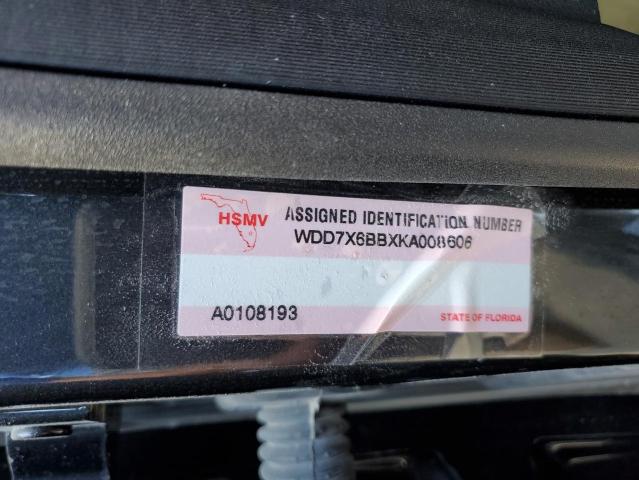 HSMV
ASSIGNED IDENTIFICATION NUMBER
WDD7X6BBXKA008606
A0108193
STATE OF FLORIDA